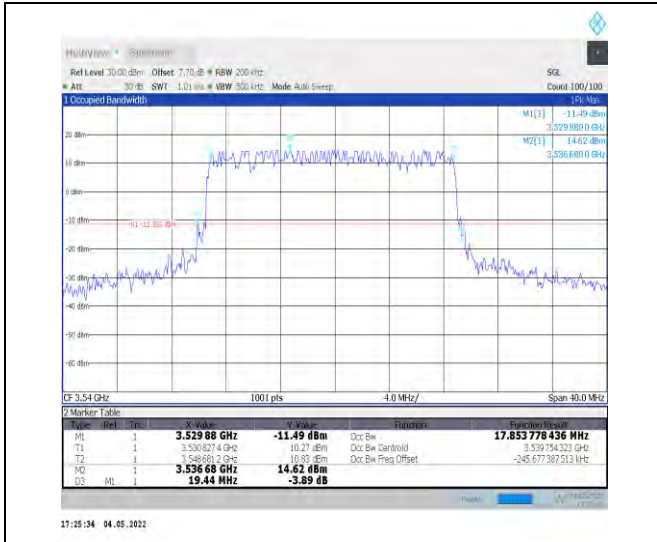 MultiView Spectrum
Ref Level 30.00 dBm Offset 7.70 dB RBW 200 kHz SGL
Att 30 dB SWT 1.01 ms VBW 500 kHz Mode Auto Sweep Count 100/100
1 Occupied Bandwidth 1Pk Max
M1[1] -11.49 dBm
3.5298800 GHz
M2[1] 14.62 dBm
3.5366800 GHz
20 dBm
10 dBm
0 dBm
-10 dBm
-20 dBm
-30 dBm
-40 dBm
-50 dBm
-60 dBm
CF 3.54 GHz 1001 pts 4.0 MHz/ Span 40.0 MHz
2 Marker Table
Type Ref Trc X-Value Y-Value Function Function Result
M1 1 3.529 88 GHz -11.49 dBm Occ Bw 17.853 778 436 MHz
T1 1 3.530 827 4 GHz 10.27 dBm Occ Bw Centroid 3.539 754 323 GHz
T2 1 3.548 681 2 GHz 10.83 dBm Occ Bw Freq Offset -245.677 387 513 kHz
M2 1 3.536 68 GHz 14.62 dBm
D3 M1 1 19.44 MHz -3.89 dB
17:25:34 04.05.2022